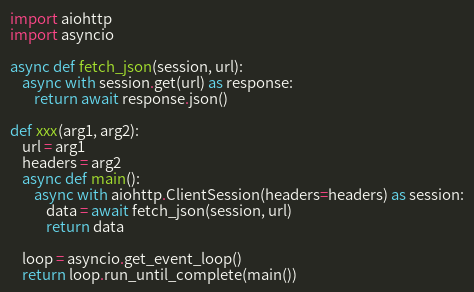 import aiohttp
import asyncio

async def fetch_json(session, url):
    async with session.get(url) as response:
        return await response.json()

def xxx(arg1, arg2):
    url = arg1
    headers = arg2
    async def main():
        async with aiohttp.ClientSession(headers=headers) as session:
            data = await fetch_json(session, url)
            return data

    loop = asyncio.get_event_loop()
    return loop.run_until_complete(main())